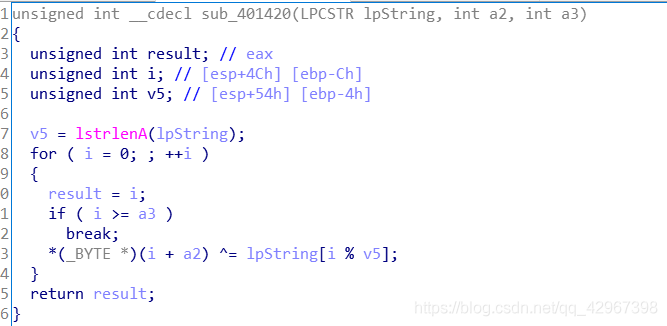 1 unsigned int __cdecl sub_401420(LPCSTR lpString, int a2, int a3)
2 {
3 unsigned int result; // eax
4 unsigned int i; // [esp+4Ch] [ebp-Ch]
5 unsigned int v5; // [esp+54h] [ebp-4h]
6
7 v5 = lstrlenA(lpString);
8 for ( i = 0; ; ++i )
9 {
0 result = i;
1 if ( i >= a3 )
2 break;
3 *(_BYTE *)(i + a2) ^= lpString[i % v5];
4 }
5 return result;
6 }
https://blog.csdn.net/qq_42967398